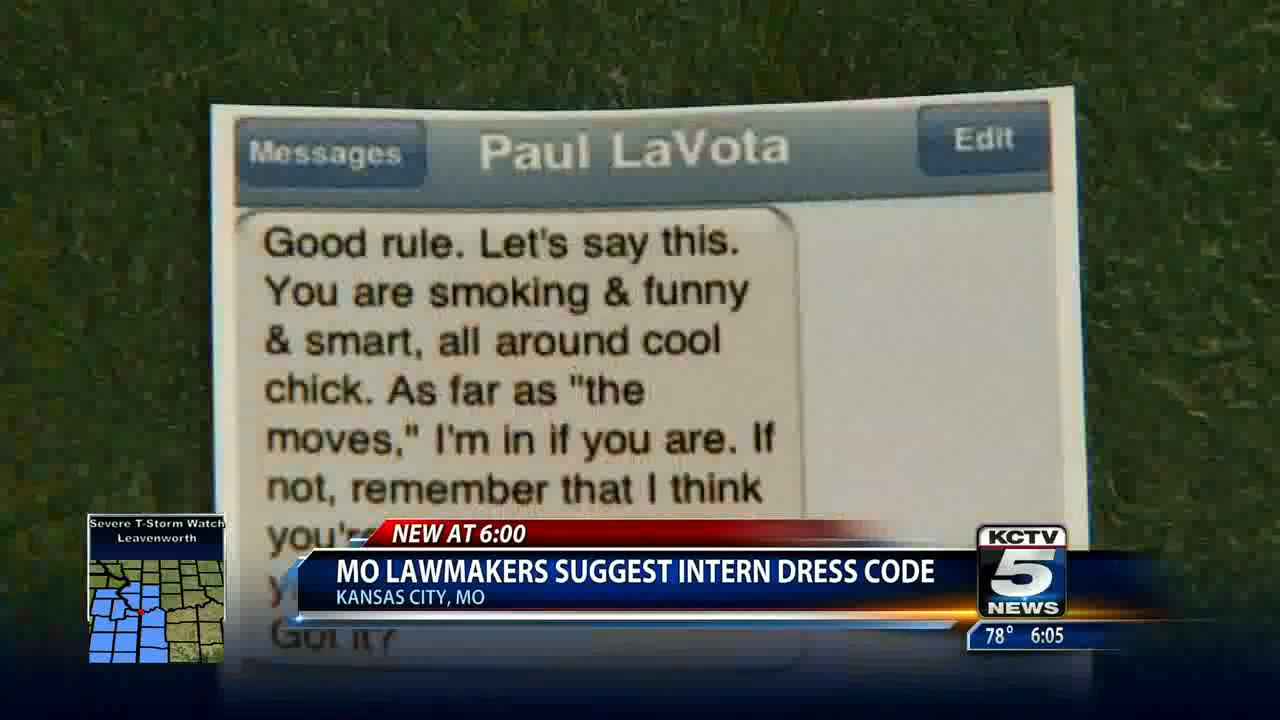 Messages
Paul LaVota
Edit
Good rule. Let's say this.
You are smoking & funny
& smart, all around cool
chick. As far as "the
moves," I'm in if you are. If
not, remember that I think
Got it?
Severe T-Storm Watch
Leavenworth
NEW AT 6:00
MO LAWMAKERS SUGGEST INTERN DRESS CODE
KANSAS CITY, MO
KCTV
5
NEWS
78° 6:05